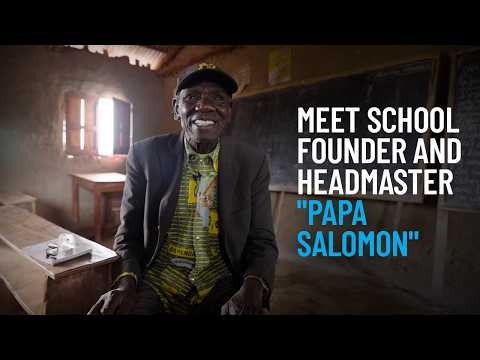 MEET SCHOOL
FOUNDER AND
HEADMASTER
"PAPA
SALOMON"